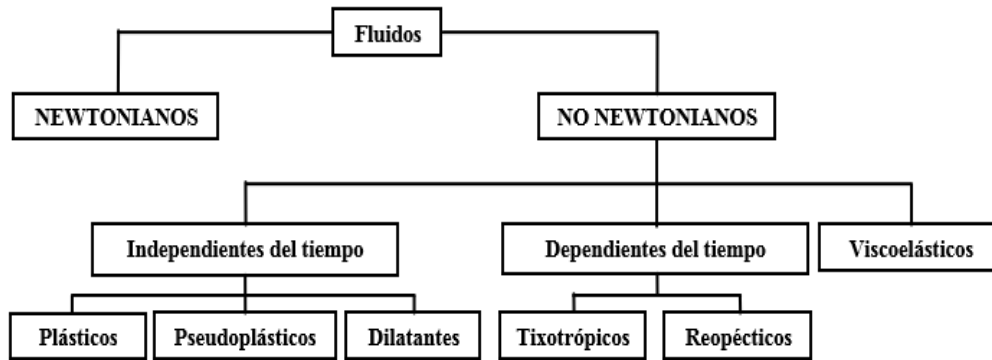 Fluidos
NEWTONIANOS
NO NEWTONIANOS
Independientes del tiempo
Dependientes del tiempo
Viscoelásticos
Plásticos
Pseudoplásticos
Dilatantes
Tixotrópicos
Reopécticos